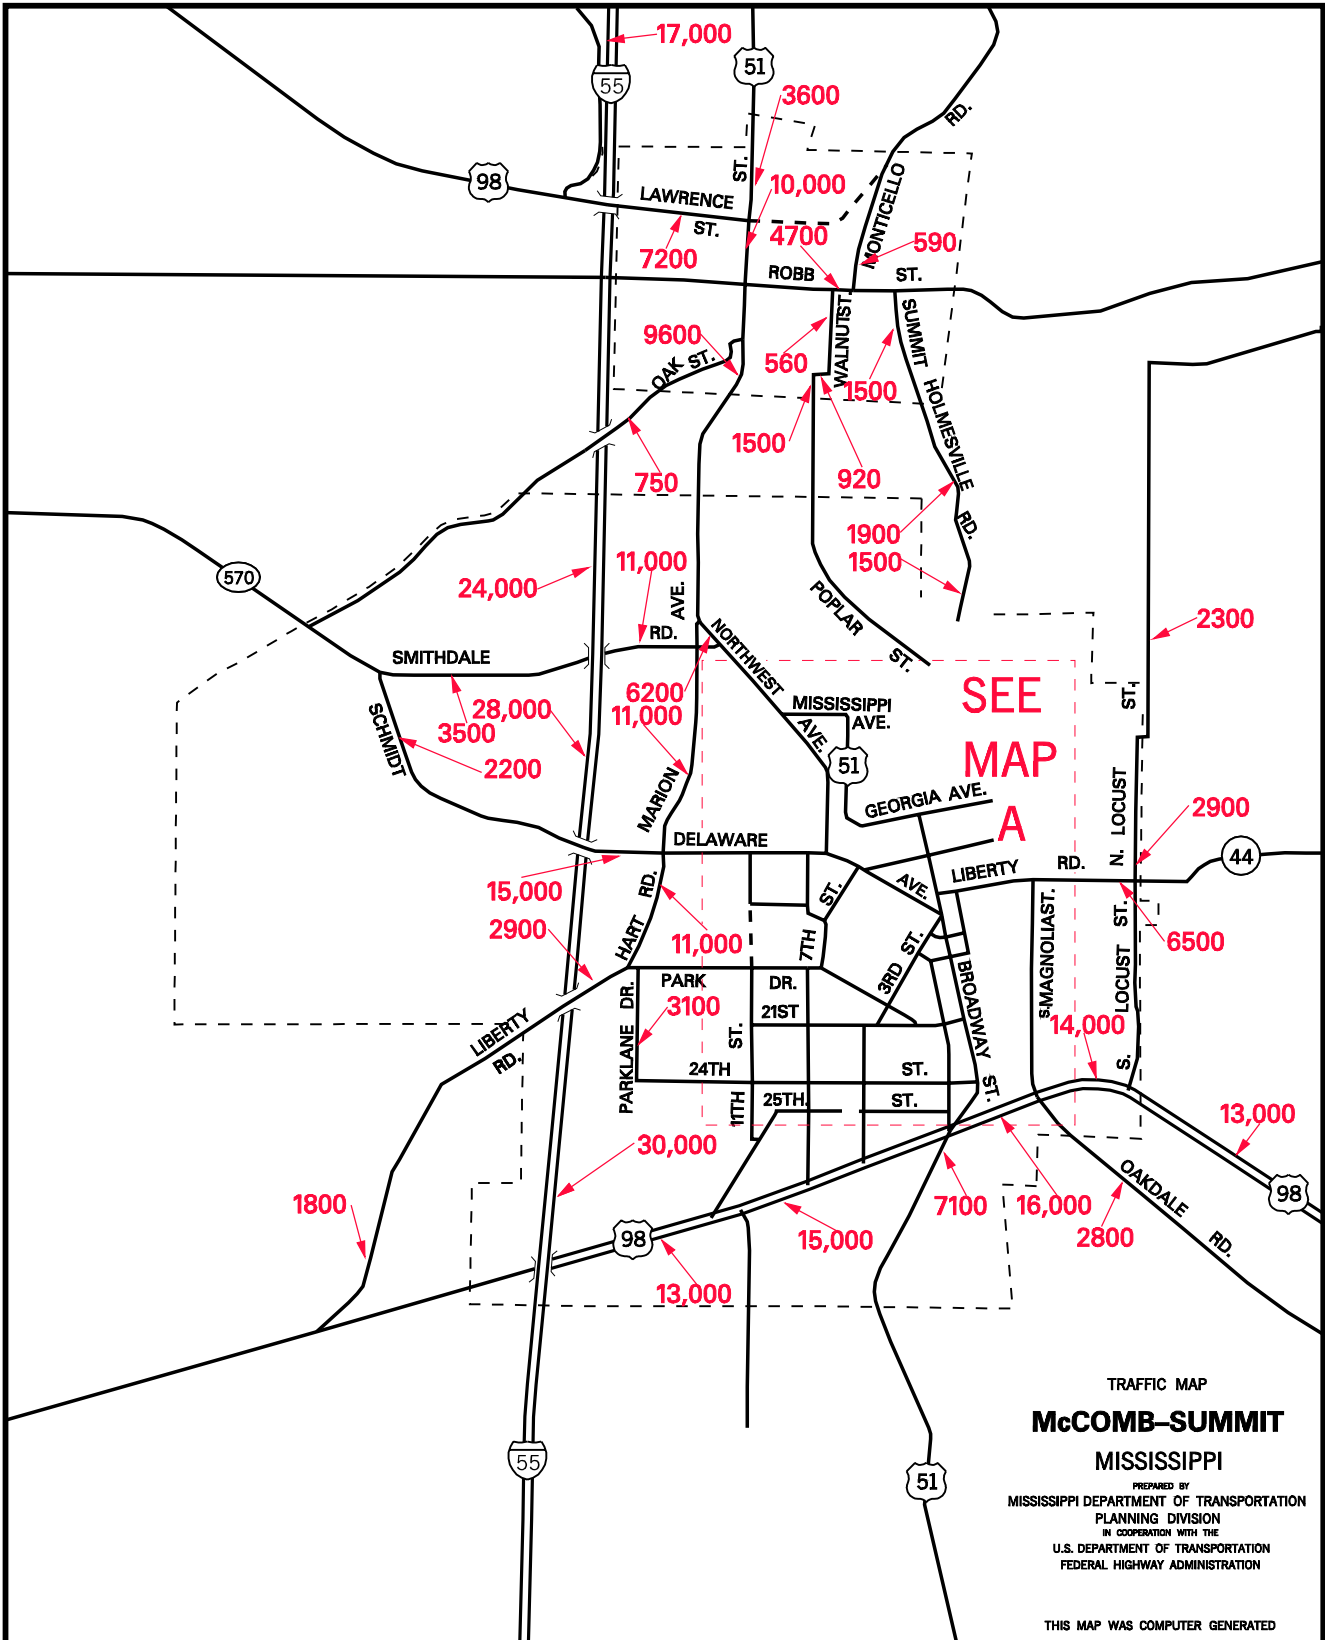 17,000
55
51
3600
RD.
98
ST.
LAWRENCE
ST.
10,000
MONTICELLO
7200
4700
590
ROBB
ST.
9600
OAK ST.
560
WALNUT ST.
1500
SUMMIT HOLMESVILLE
RD.
1500
920
750
1900
1500
570
24,000
11,000
AVE.
RD.
SMITHDALE
NORTHWEST
AVE.
POPLAR
ST.
2300
3500
28,000
6200
11,000
SCHMIDT
2200
MISSISSIPPI
AVE.
51
SEE
MAP
A
ST.
N. LOCUST
MARION
GEORGIA AVE.
2900
DELAWARE
44
15,000
HART RD.
ST.
AVE.
LIBERTY RD.
2900
11,000
7TH
3RD ST.
S. MAGNOLIA ST.
6500
S. LOCUST ST.
PARK DR.
PARKLANE DR.
3100
21ST
ST.
BROADWAY ST.
14,000
LIBERTY
RD.
24TH ST.
11TH
25TH. ST.
13,000
30,000
1800
98
7100
16,000
OAKDALE
RD.
2800
98
15,000
13,000
55
51
TRAFFIC MAP
McCOMB–SUMMIT
MISSISSIPPI
PREPARED BY
MISSISSIPPI DEPARTMENT OF TRANSPORTATION
PLANNING DIVISION
IN COOPERATION WITH THE
U.S. DEPARTMENT OF TRANSPORTATION
FEDERAL HIGHWAY ADMINISTRATION
THIS MAP WAS COMPUTER GENERATED